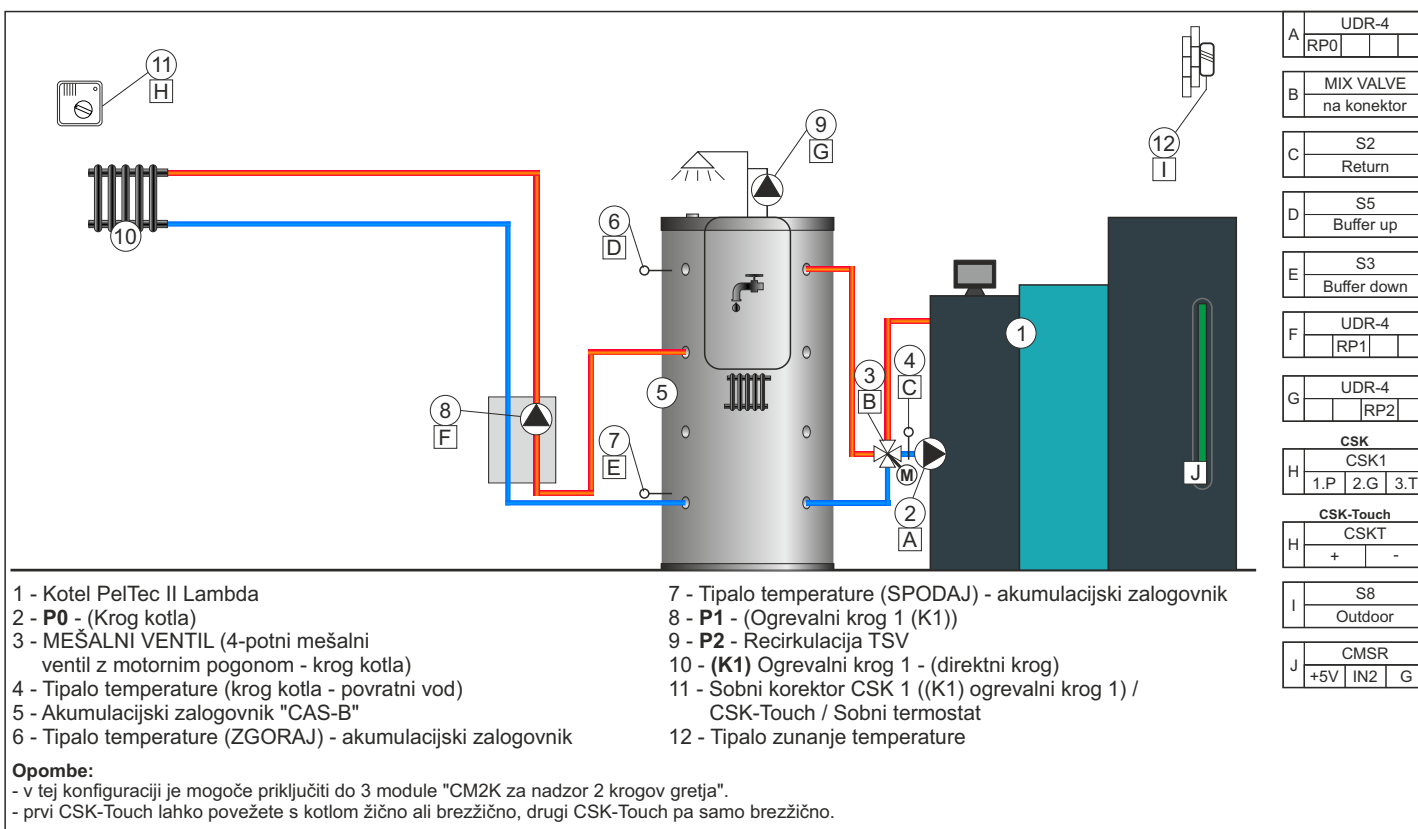 11
H
10
8
F
6
D
7
E
5
9
G
3
B
4
C
M
2
A
1
12
I
J
A
UDR-4
RP0
B
MIX VALVE
na konektor
C
S2
Return
D
S5
Buffer up
E
S3
Buffer down
F
UDR-4
RP1
G
UDR-4
RP2
CSK
H
CSK1
1.P 2.G 3.T
CSK-Touch
H
CSKT
+ -
I
S8
Outdoor
J
CMSR
+5V IN2 G
1 - Kotel PelTec II Lambda
2 - P0 - (Krog kotla)
3 - MEŠALNI VENTIL (4-potni mešalni
ventil z motornim pogonom - krog kotla)
4 - Tipalo temperature (krog kotla - povratni vod)
5 - Akumulacijski zalogovnik "CAS-B"
6 - Tipalo temperature (ZGORAJ) - akumulacijski zalogovnik
7 - Tipalo temperature (SPODAJ) - akumulacijski zalogovnik
8 - P1 - (Ogrevalni krog 1 (K1))
9 - P2 - Recirkulacija TSV
10 - (K1) Ogrevalni krog 1 - (direktni krog)
11 - Sobni korektor CSK 1 ((K1) ogrevalni krog 1) /
CSK-Touch / Sobni termostat
12 - Tipalo zunanje temperature
Opombe:
- v tej konfiguraciji je mogoče priključiti do 3 module "CM2K za nadzor 2 krogov gretja".
- prvi CSK-Touch lahko povežete s kotlom žično ali brezžično, drugi CSK-Touch pa samo brezžično.